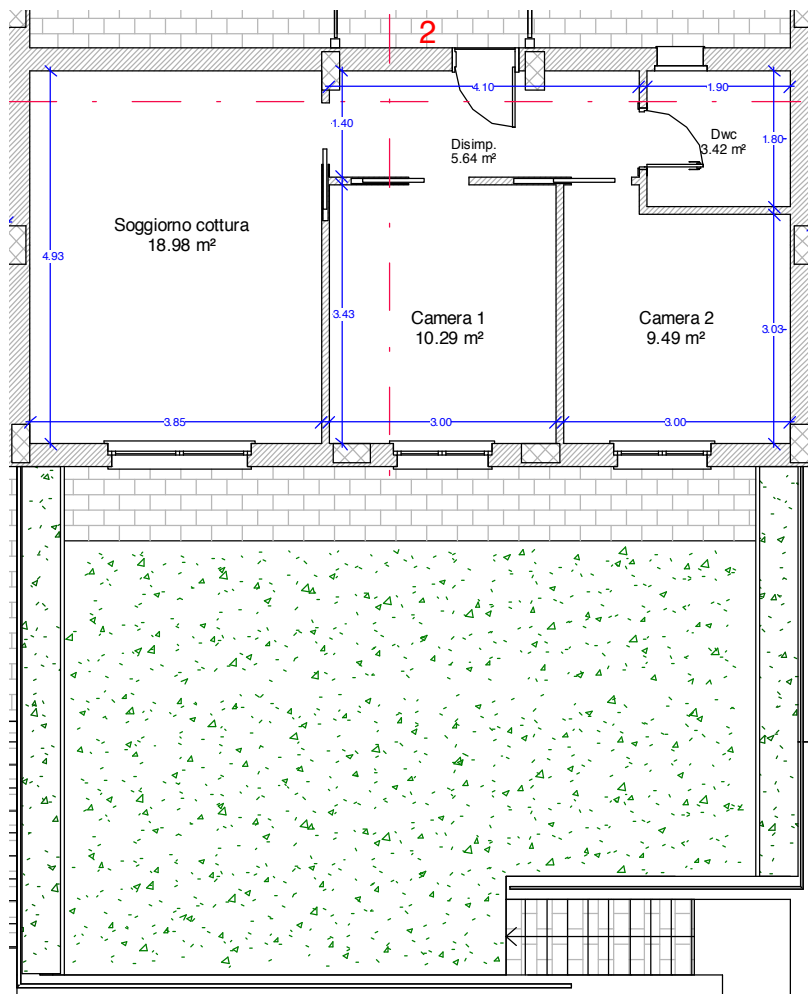 2
4.10
1.90
1.40
Disimp.
5.64 m²
Dwc
3.42 m²
1.80
Soggiorno cottura
18.98 m²
4.93
3.43
Camera 1
10.29 m²
Camera 2
9.49 m²
3.03
3.85
3.00
3.00